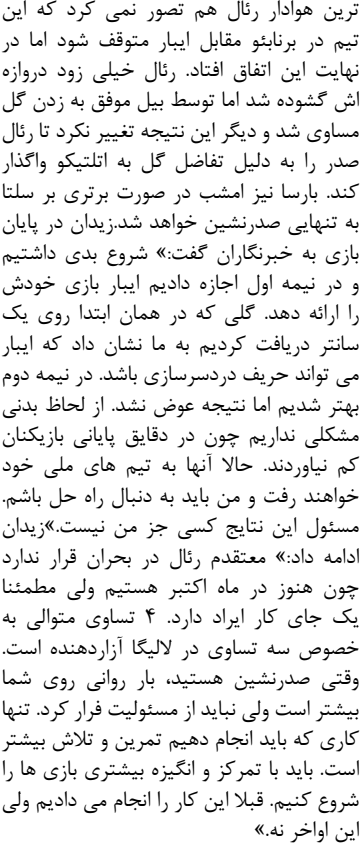 ترین هوادار رئال هم تصور نمی کرد که این
تیم در برنابئو مقابل ایبار متوقف شود اما در
نهایت این اتفاق افتاد. رئال خیلی زود دروازه
اش گشوده شد اما توسط بیل موفق به زدن گل
مساوی شد و دیگر این نتیجه تغییر نکرد تا رئال
صدر را به دلیل تفاضل گل به اتلتیکو واگذار
کند. بارسا نیز امشب در صورت برتری بر سلتا
به تنهایی صدرنشین خواهد شد.زیدان در پایان
بازی به خبرنگاران گفت:» شروع بدی داشتیم
و در نیمه اول اجازه دادیم ایبار بازی خودش
را ارائه دهد. گلی که در همان ابتدا روی یک
سانتر دریافت کردیم به ما نشان داد که ایبار
می تواند حریف دردسرسازی باشد. در نیمه دوم
بهتر شدیم اما نتیجه عوض نشد. از لحاظ بدنی
مشکلی نداریم چون در دقایق پایانی بازیکنان
کم نیاوردند. حالا آنها به تیم های ملی خود
خواهند رفت و من باید به دنبال راه حل باشم.
مسئول این نتایج کسی جز من نیست.»زیدان
ادامه داد:» معتقدم رئال در بحران قرار ندارد
چون هنوز در ماه اکتبر هستیم ولی مطمئنا
یک جای کار ایراد دارد. ۴ تساوی متوالی به
خصوص سه تساوی در لالیگا آزاردهنده است.
وقتی صدرنشین هستید، بار روانی روی شما
بیشتر است ولی نباید از مسئولیت فرار کرد. تنها
کاری که باید انجام دهیم تمرین و تلاش بیشتر
است. باید با تمرکز و انگیزه بیشتری بازی ها را
شروع کنیم. قبلا این کار را انجام می دادیم ولی
این اواخر نه.»